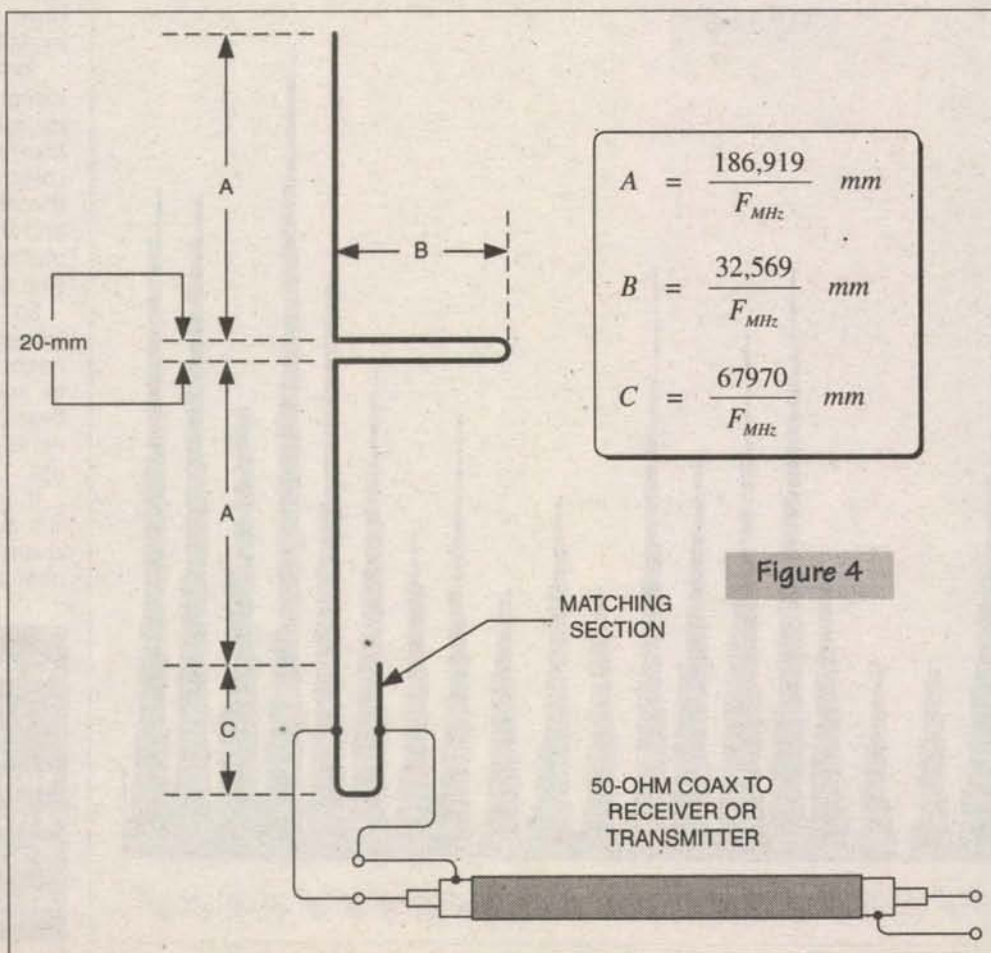 A
B
20-mm
A
C
A = 186,919 / F_MHz mm
B = 32,569 / F_MHz mm
C = 67970 / F_MHz mm
Figure 4
MATCHING
SECTION
50-OHM COAX TO
RECEIVER OR
TRANSMITTER